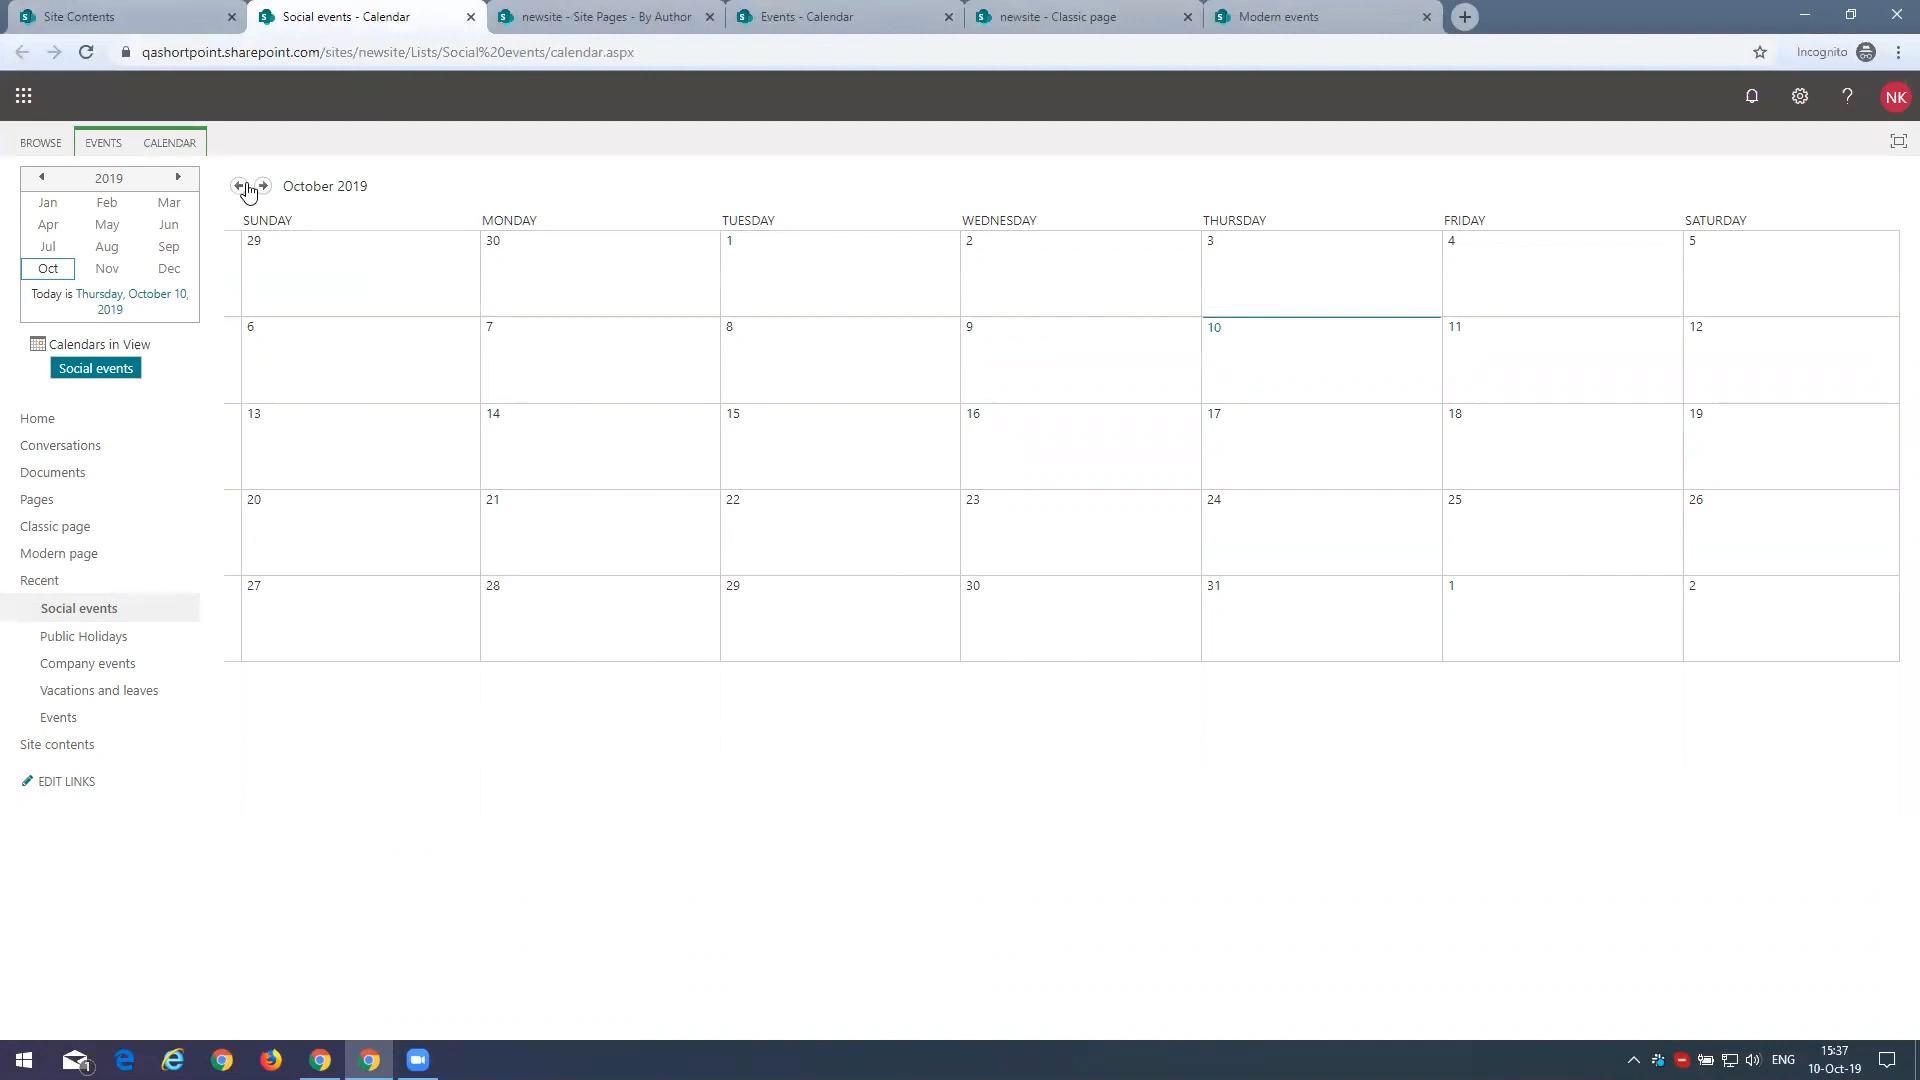 Site Contents
Social events - Calendar
newsite - Site Pages - By Author
Events - Calendar
newsite - Classic page
Modern events
qashortpoint.sharepoint.com/sites/newsite/Lists/Social%20events/calendar.aspx
Incognito
NK
BROWSE EVENTS CALENDAR
2019
Jan Feb Mar
Apr May Jun
Jul Aug Sep
Oct Nov Dec
Today is Thursday, October 10,
2019
Calendars in View
Social events
Home
Conversations
Documents
Pages
Classic page
Modern page
Recent
Social events
Public Holidays
Company events
Vacations and leaves
Events
Site contents
EDIT LINKS
October 2019
SUNDAY MONDAY TUESDAY WEDNESDAY THURSDAY FRIDAY SATURDAY
29 30 1 2 3 4 5
6 7 8 9 10 11 12
13 14 15 16 17 18 19
20 21 22 23 24 25 26
27 28 29 30 31 1 2
1
ENG
15:37
10-Oct-19